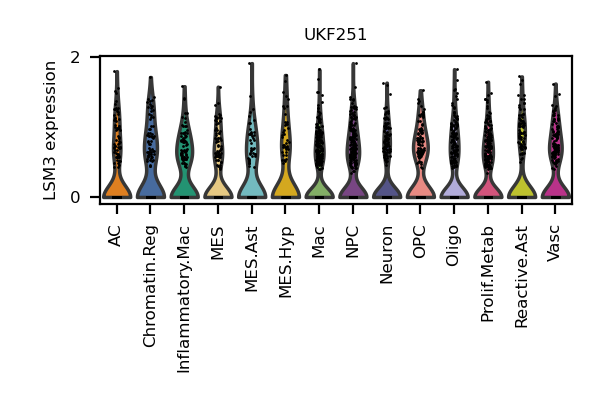 UKF251
LSM3 expression
2
0
AC
Chromatin.Reg
Inflammatory.Mac
MES
MES.Ast
MES.Hyp
Mac
NPC
Neuron
OPC
Oligo
Prolif.Metab
Reactive.Ast
Vasc